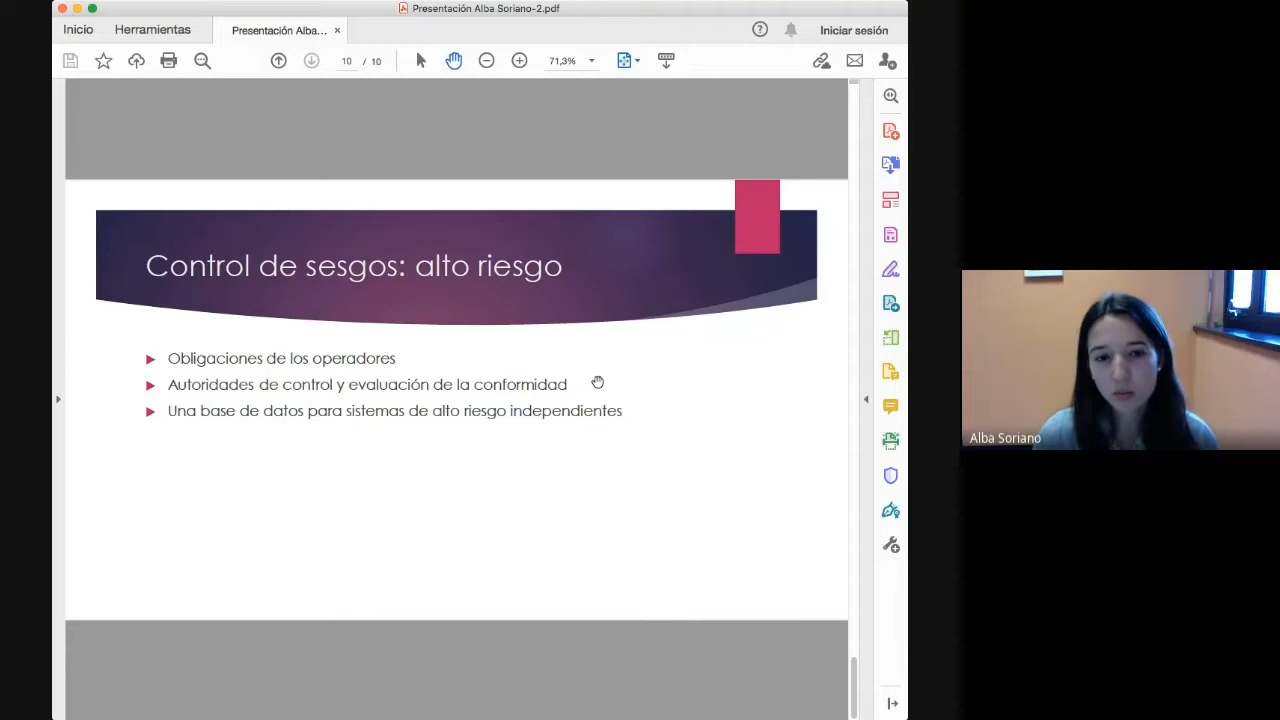 Presentación Alba Soriano-2.pdf
Inicio
Herramientas
Presentación Alba... ×
Iniciar sesión
10 / 10
71,3%
Control de sesgos: alto riesgo
Obligaciones de los operadores
Autoridades de control y evaluación de la conformidad
Una base de datos para sistemas de alto riesgo independientes
Alba Soriano